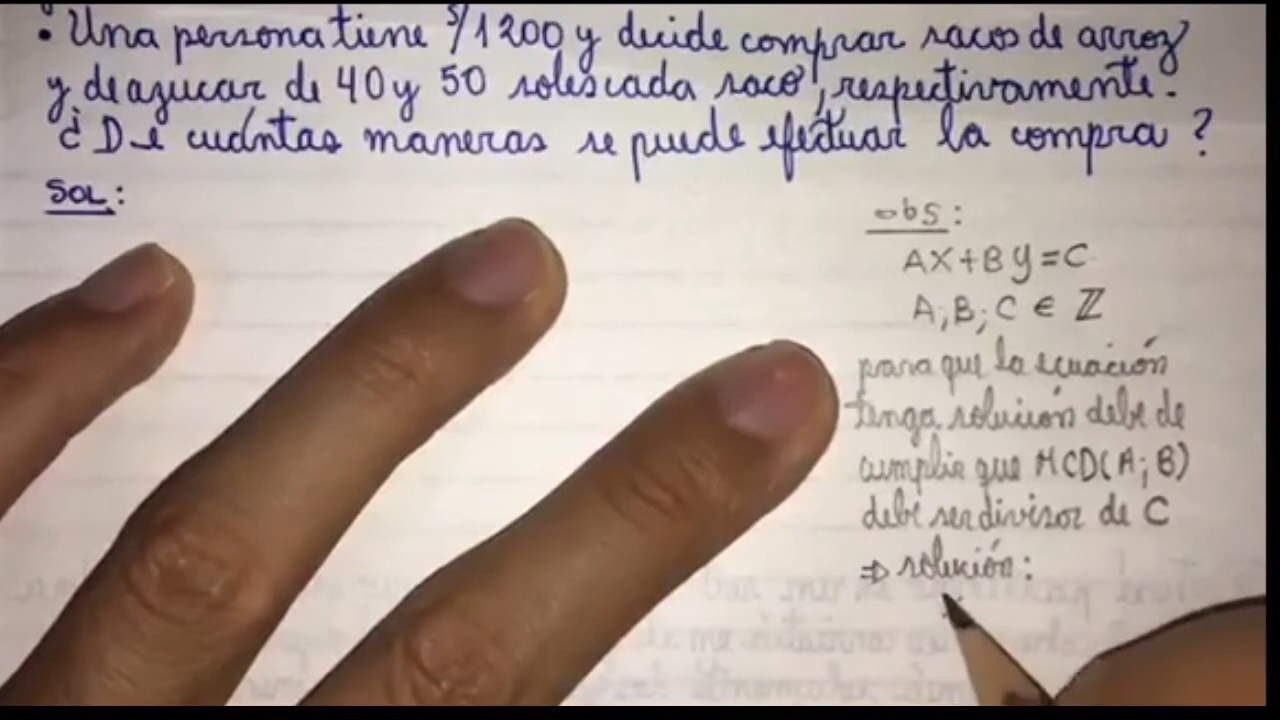 • Una persona tiene S/1200 y decide comprar sacos de arroz
y de azucar de 40 y 50 soles cada saco, respectivamente.
¿De cuántas maneras se puede efectuar la compra?
SOL:
obs:
AX+By=C
A;B;C ∈ ℤ
para que la ecuación
tenga solución debe de
cumplir que MCD(A;B)
debe ser divisor de C
⇒ solución: